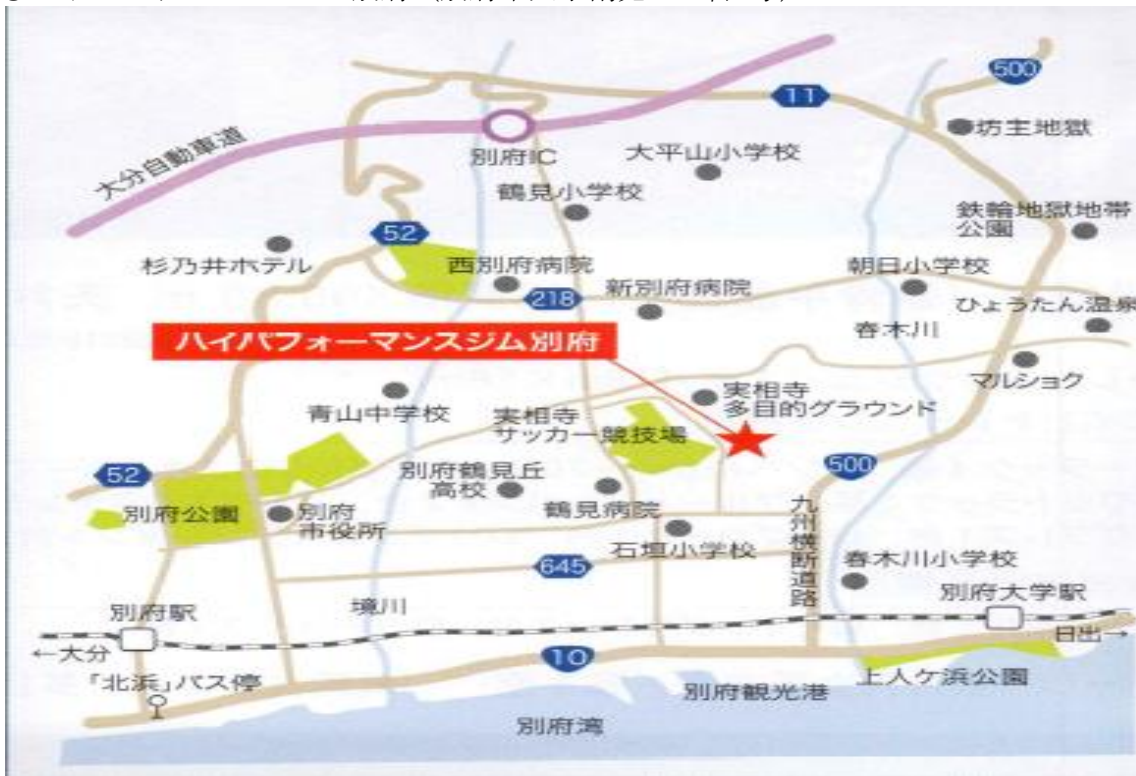 500
11
坊主地獄
大分自動車道
別府IC
大平山小学校
鶴見小学校
鉄輪地獄地帯
公園
52
杉乃井ホテル
西別府病院
朝日小学校
218
新別府病院
ひょうたん温泉
春木川
ハイパフォーマンスジム別府
マルショク
青山中学校
実相寺
多目的グラウンド
実相寺
サッカー競技場
52
別府鶴見丘
高校
500
別府公園
別府
市役所
鶴見病院
九州横断道路
石垣小学校
645
春木川小学校
境川
別府大学駅
別府駅
←大分
日出→
10
「北浜」バス停
上人ケ浜公園
別府観光港
別府湾